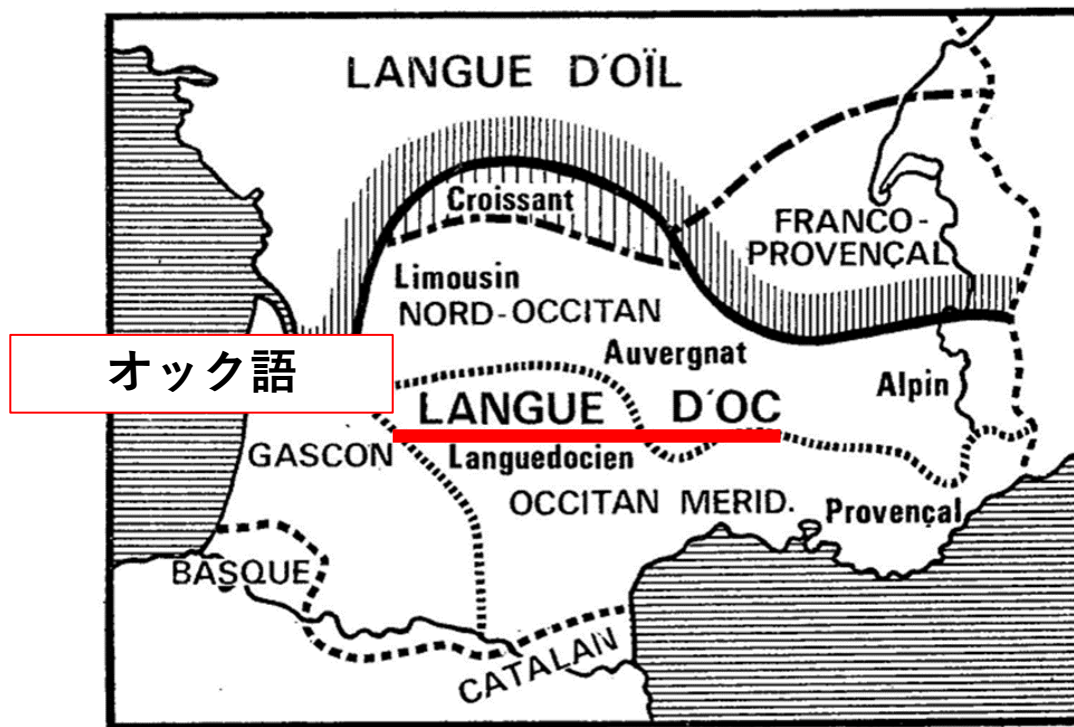 LANGUE D'OÏL
Croissant
FRANCO-
PROVENÇAL
Limousin
NORD-OCCITAN
オック語
Auvergnat
Alpin
LANGUE D'OC
GASCON
Languedocien
OCCITAN MERID.
Provençal
BASQUE
CATALAN